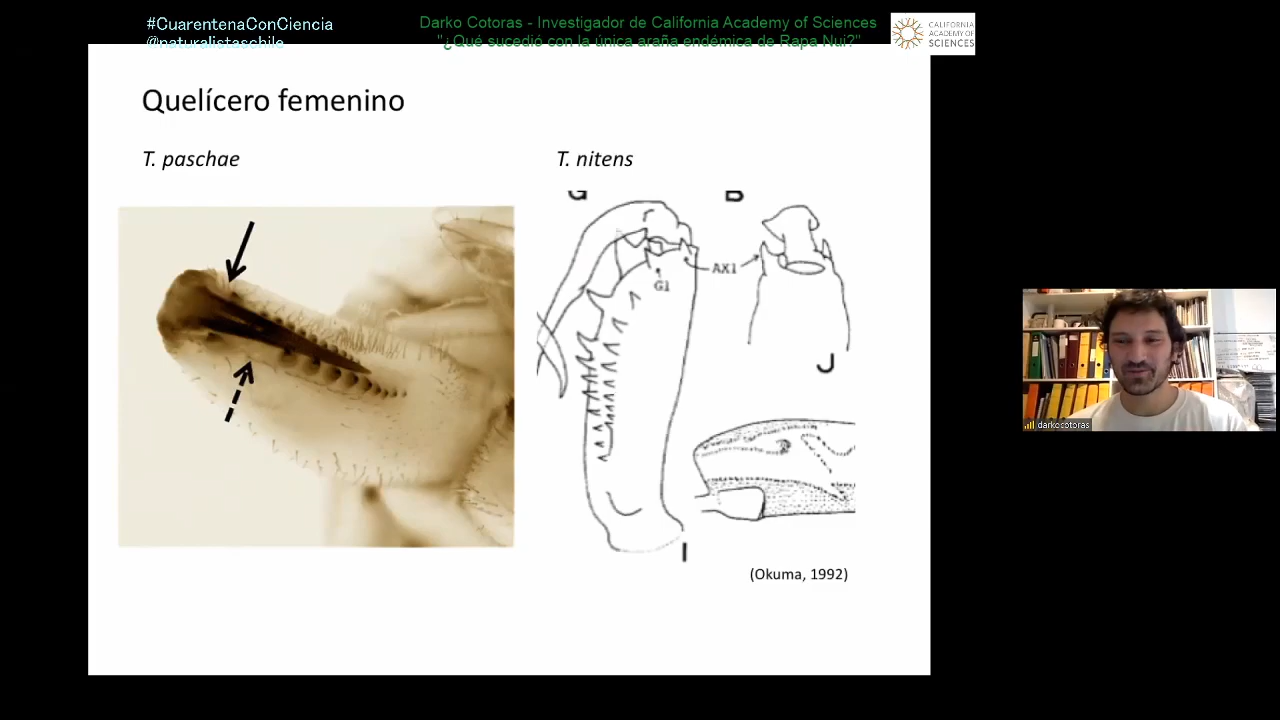 #CuarentenaConCiencia
@naturalistaschile
Darko Cotoras - Investigador de California Academy of Sciences
"¿Qué sucedió con la única araña endémica de Rapa Nui?"
CALIFORNIA
ACADEMY OF
SCIENCES
Quelícero femenino
T. paschae
T. nitens
G
B
AX1
G1
J
I
(Okuma, 1992)
darkocotoras